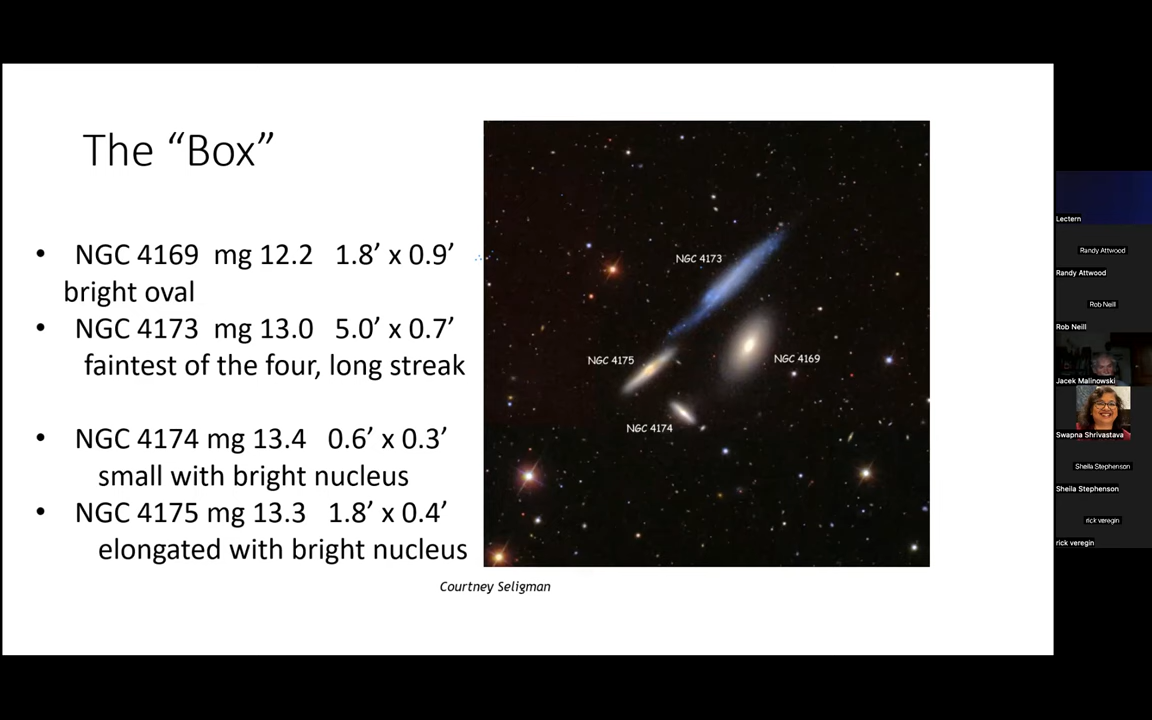 The “Box”
• NGC 4169 mg 12.2 1.8’ x 0.9’
bright oval
• NGC 4173 mg 13.0 5.0’ x 0.7’
faintest of the four, long streak
• NGC 4174 mg 13.4 0.6’ x 0.3’
small with bright nucleus
• NGC 4175 mg 13.3 1.8’ x 0.4’
elongated with bright nucleus
NGC 4173
NGC 4175
NGC 4169
NGC 4174
Courtney Seligman
Lectern
Randy Attwood
Randy Attwood
Rob Neill
Rob Neill
Jacek Malinowski
Swapna Shrivastava
Sheila Stephenson
Sheila Stephenson
rick veregin
rick veregin